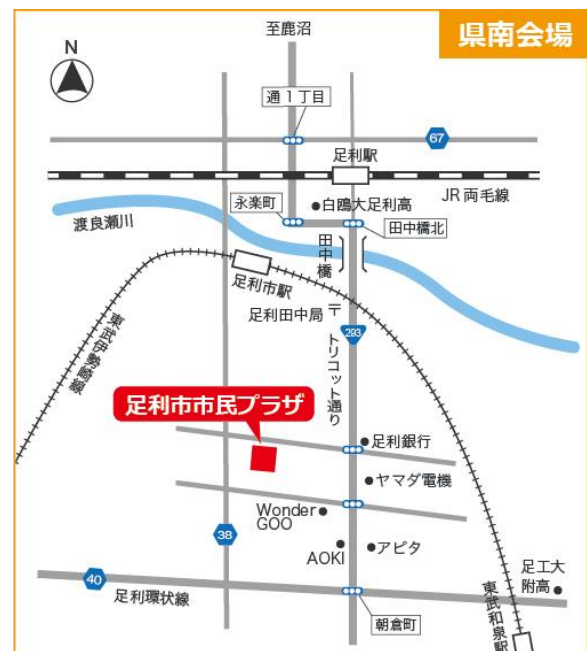 県南会場
至鹿沼
N
通1丁目
67
足利駅
JR両毛線
白鴎大足利高
永楽町
田中橋北
渡良瀬川
田中橋
足利市駅
足利田中局
〒
293
トリコット通り
東武伊勢崎線
足利市市民プラザ
足利銀行
ヤマダ電機
Wonder
GOO
38
AOKI
アピタ
足工大
附高
40
足利環状線
朝倉町
東武和泉駅